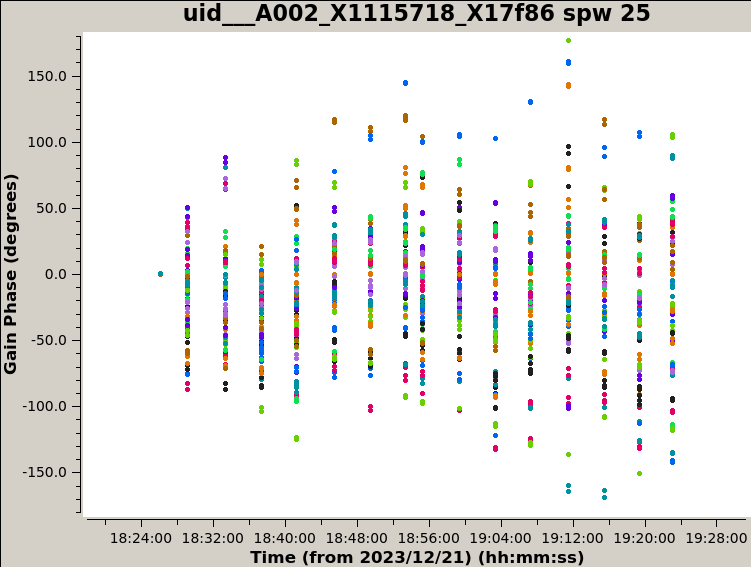 uid___A002_X1115718_X17f86 spw 25
Gain Phase (degrees)
150.0
100.0
50.0
0.0
-50.0
-100.0
-150.0
18:24:00 18:32:00 18:40:00 18:48:00 18:56:00 19:04:00 19:12:00 19:20:00 19:28:00
Time (from 2023/12/21) (hh:mm:ss)